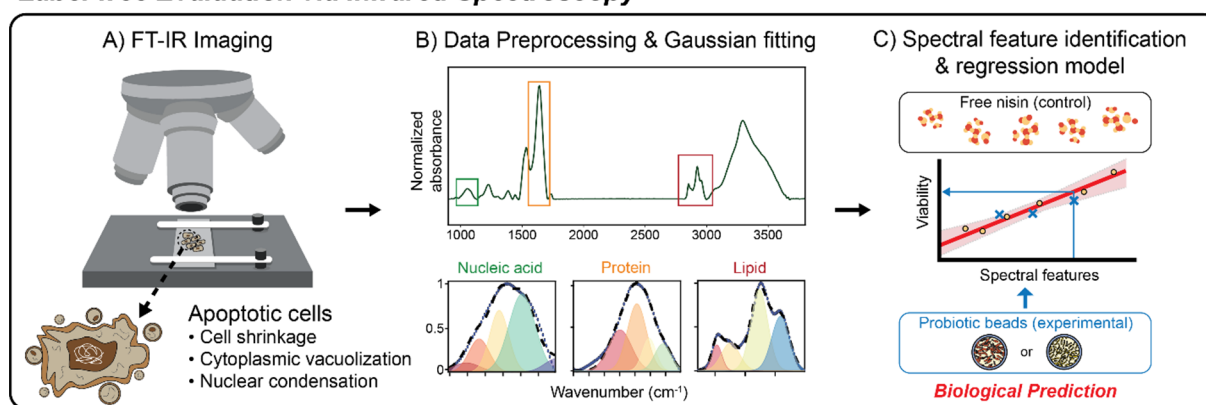 A) FT-IR Imaging
Apoptotic cells
• Cell shrinkage
• Cytoplasmic vacuolization
• Nuclear condensation
B) Data Preprocessing & Gaussian fitting
Normalized
absorbance
1000 1500 2000 2500 3000 3500
Nucleic acid Protein Lipid
1
0.5
0
Wavenumber (cm-1)
C) Spectral feature identification
& regression model
Free nisin (control)
Viability
Spectral features
Probiotic beads (experimental)
or
Biological Prediction